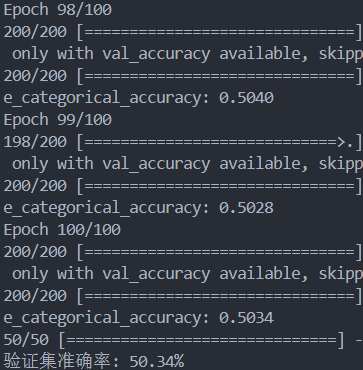 Epoch 98/100
200/200 [==============================]
only with val_accuracy available, skipp
200/200 [==============================]
e_categorical_accuracy: 0.5040
Epoch 99/100
198/200 [============================>.]
only with val_accuracy available, skipp
200/200 [==============================]
e_categorical_accuracy: 0.5028
Epoch 100/100
200/200 [==============================]
only with val_accuracy available, skipp
200/200 [==============================]
e_categorical_accuracy: 0.5034
50/50 [==============================] -
验证集准确率: 50.34%